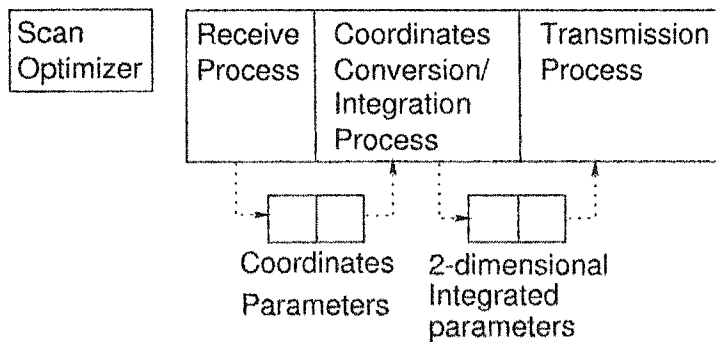 Scan
Optimizer
Receive
Process
Coordinates
Conversion/
Integration
Process
Transmission
Process
Coordinates
Parameters
2-dimensional
Integrated
parameters